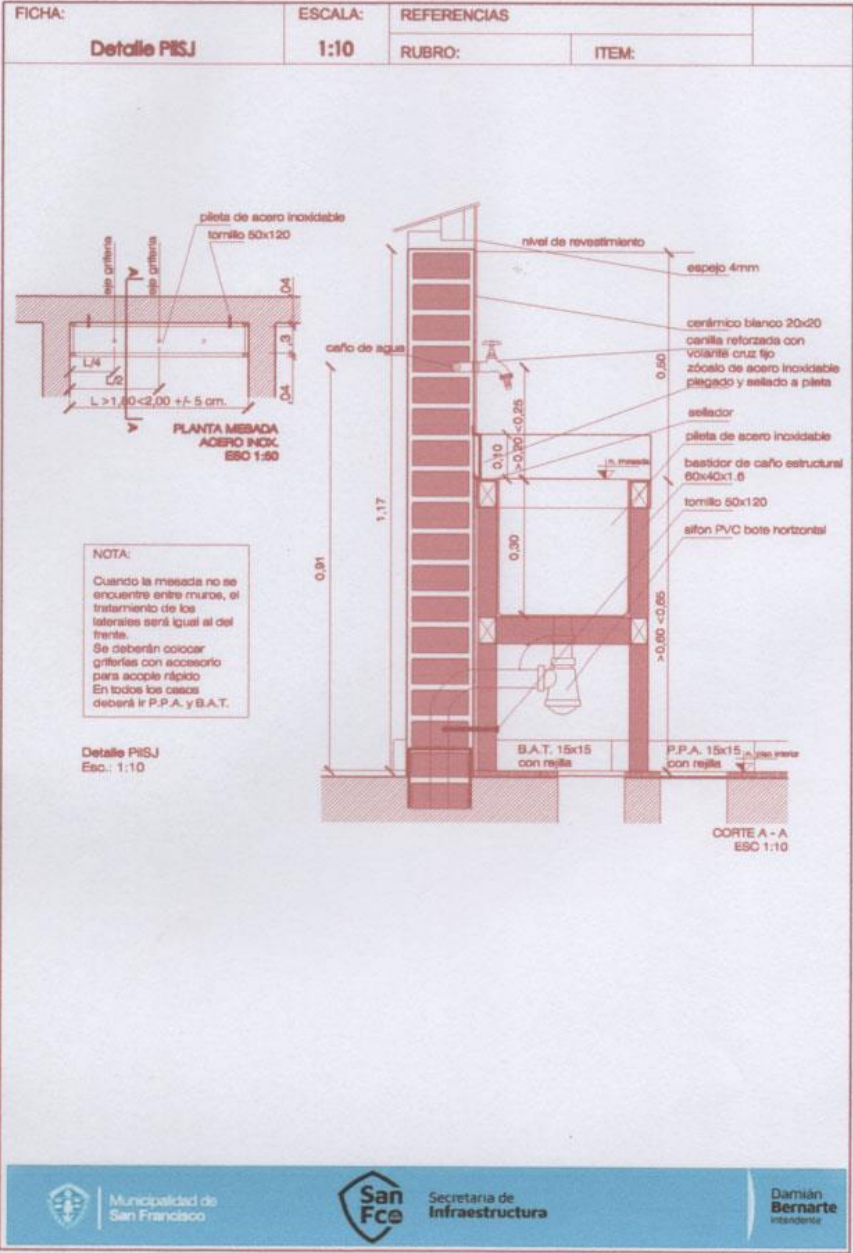 FICHA:
Detalle PilSJ
ESCALA:
1:10
REFERENCIAS
RUBRO:
ITEM:
pileta de acero inoxidable
tornillo 50x120
eje grifería
eje grifería
A
,04
,3
,04
L/4
L/2
L >1,80<2,00 +/- 5 cm.
A
PLANTA MESADA
ACERO INOX.
ESC 1:50
NOTA:
Cuando la mesada no se
encuentre entre muros, el
tratamiento de los
laterales será igual al del
frente.
Se deberán colocar
griferías con accesorio
para acople rápido
En todos los casos
deberá ir P.P.A. y B.A.T.
Detalle PilSJ
Esc.: 1:10
nivel de revestimiento
espejo 4mm
cerámico blanco 20x20
canilla reforzada con
volante cruz fijo
zócalo de acero inoxidable
plegado y sellado a pileta
sellador
pileta de acero inoxidable
bastidor de caño estructural
60x40x1.6
tornillo 50x120
sifon PVC bote horizontal
caño de agua
n. mesada
0,91
1,17
0,10
>0,20 <0,25
0,30
>0,60 <0,65
B.A.T. 15x15
con rejilla
P.P.A. 15x15
con rejilla
n. piso interior
CORTE A - A
ESC 1:10
Municipalidad de
San Francisco
San
Fco
Secretaría de
Infraestructura
Damián
Bernarte
intendente